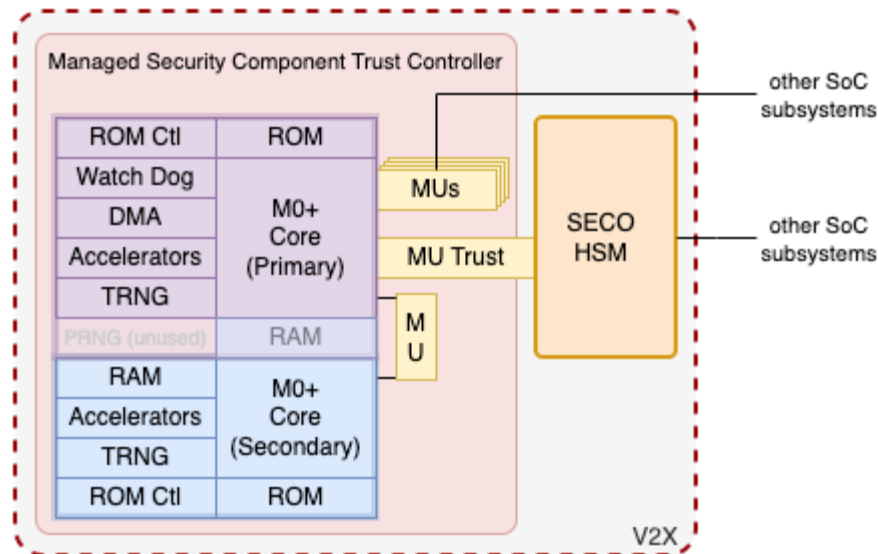 Managed Security Component Trust Controller
other SoC
subsystems
ROM Ctl
ROM
Watch Dog
DMA
Accelerators
TRNG
M0+
Core
(Primary)
MUs
MU Trust
SECO
HSM
other SoC
subsystems
PRNG (unused)
RAM
M
U
RAM
Accelerators
TRNG
ROM Ctl
M0+
Core
(Secondary)
ROM
V2X